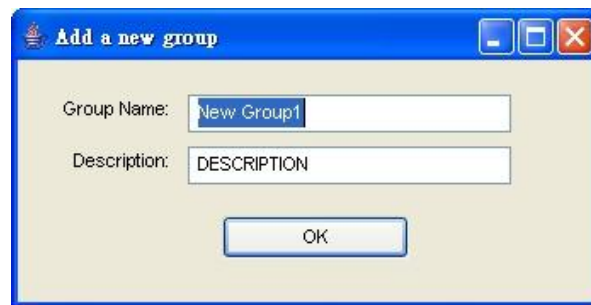 Add a new group
Group Name: New Group1
Description: DESCRIPTION
OK